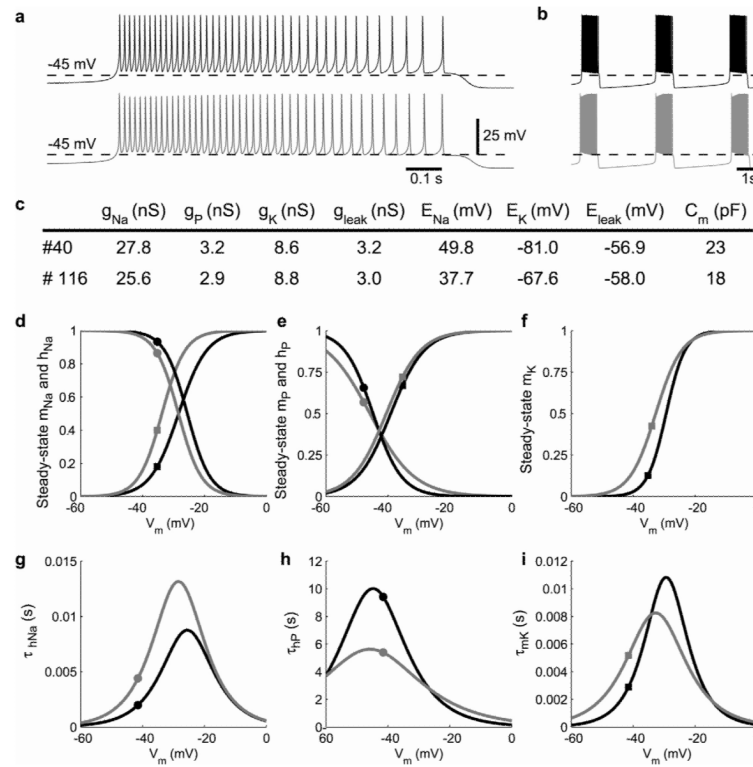 a
b
-45 mV
-45 mV
25 mV
0.1 s
1s
c
g_Na (nS) g_P (nS) g_K (nS) g_leak (nS) E_Na (mV) E_K (mV) E_leak (mV) C_m (pF)
#40 27.8 3.2 8.6 3.2 49.8 -81.0 -56.9 23
# 116 25.6 2.9 8.8 3.0 37.7 -67.6 -58.0 18
d
Steady-state m_Na and h_Na
1
0.8
0.6
0.4
0.2
0
-60 -40 -20 0
V_m (mV)
e
Steady-state m_P and h_P
1
0.75
0.5
0.25
0
-60 -40 -20 0
V_m (mV)
f
Steady-state m_K
1
0.75
0.5
0.25
0
-60 -40 -20 0
V_m (mV)
g
τ_hNa (s)
0.015
0.01
0.005
0
-60 -40 -20 0
V_m (mV)
h
τ_hP (s)
12
10
8
6
4
2
0
-60 -40 -20 0
V_m (mV)
i
τ_mK (s)
0.012
0.01
0.008
0.006
0.004
0.002
0
-60 -40 -20 0
V_m (mV)